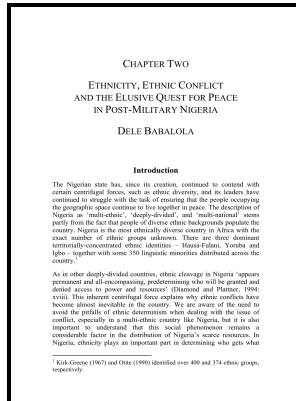 CHAPTER TWO
ETHNICITY, ETHNIC CONFLICT
AND THE ELUSIVE QUEST FOR PEACE
IN POST-MILITARY NIGERIA
DELE BABALOLA
Introduction
The Nigerian state has, since its creation, continued to contend with
certain centrifugal forces, such as ethnic diversity, and its leaders have
continued to struggle with the task of ensuring that the people occupying
the geographic space continue to live together in peace. The description of
Nigeria as ‘multi-ethnic’, ‘deeply-divided’, and ‘multi-national’ stems
partly from the fact that people of diverse ethnic backgrounds populate the
country. Nigeria is the most ethnically diverse country in Africa with the
exact number of ethnic groups unknown. There are three dominant
territorially-concentrated ethnic identities – Hausa-Fulani, Yoruba and
Igbo – together with some 350 linguistic minorities distributed across the
country.¹
As in other deeply-divided countries, ethnic cleavage in Nigeria ‘appears
permanent and all-encompassing, predetermining who will be granted and
denied access to power and resources’ (Diamond and Plattner, 1994:
xviii). This inherent centrifugal force explains why ethnic conflicts have
become almost inevitable in the country. We are aware of the need to
avoid the pitfalls of ethnic determinism when dealing with the issue of
conflict, especially in a multi-ethnic country like Nigeria, but it is also
important to understand that this social phenomenon remains a
considerable factor in the distribution of Nigeria's scarce resources. In
Nigeria, ethnicity plays an important part in determining who gets what
¹ Kirk-Greene (1967) and Otite (1990) identified over 400 and 374 ethnic groups,
respectively.